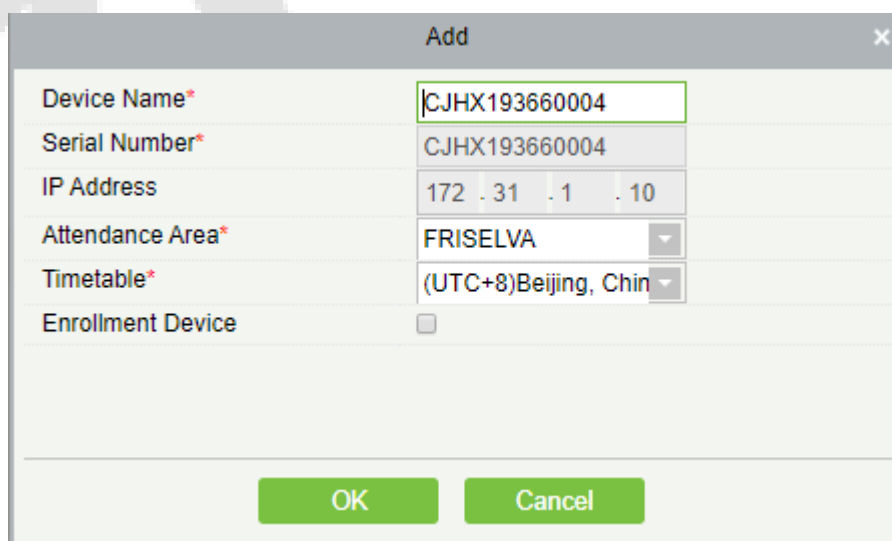 Add
Device Name* CJHX193660004
Serial Number* CJHX193660004
IP Address 172 . 31 . 1 . 10
Attendance Area* FRISELVA
Timetable* (UTC+8)Beijing, Chin
Enrollment Device
OK Cancel